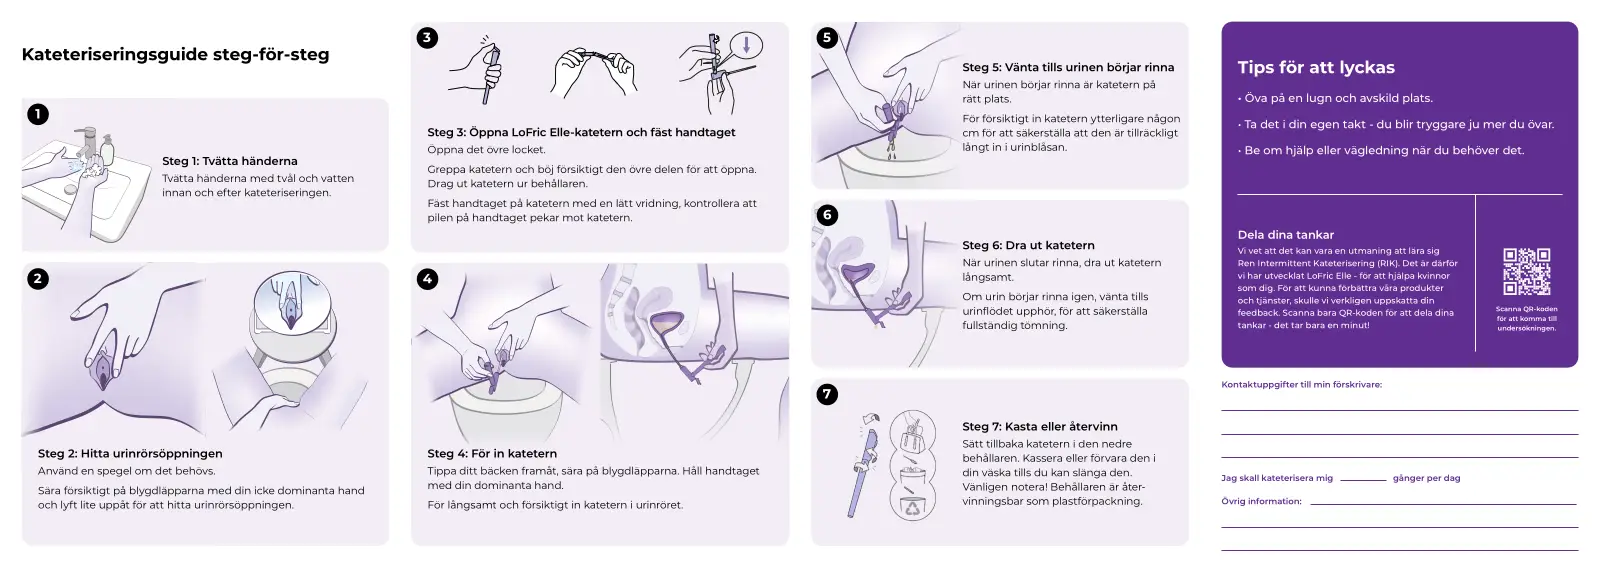 Kateteriseringsguide steg-för-steg
1
Steg 1: Tvätta händerna
Tvätta händerna med tvål och vatten
innan och efter kateteriseringen.
2
Steg 2: Hitta urinrörsöppningen
Använd en spegel om det behövs.
Sära försiktigt på blygdläpparna med din icke dominanta hand
och lyft lite uppåt för att hitta urinrörsöppningen.
3
Steg 3: Öppna LoFric Elle-katetern och fäst handtaget
Öppna det övre locket.
Greppa katetern och böj försiktigt den övre delen för att öppna.
Drag ut katetern ur behållaren.
Fäst handtaget på katetern med en lätt vridning, kontrollera att
pilen på handtaget pekar mot katetern.
4
Steg 4: För in katetern
Tippa ditt bäcken framåt, sära på blygdläpparna. Håll handtaget
med din dominanta hand.
För långsamt och försiktigt in katetern i urinröret.
5
Steg 5: Vänta tills urinen börjar rinna
När urinen börjar rinna är katetern på
rätt plats.
För försiktigt in katetern ytterligare någon
cm för att säkerställa att den är tillräckligt
långt in i urinblåsan.
6
Steg 6: Dra ut katetern
När urinen slutar rinna, dra ut katetern
långsamt.
Om urin börjar rinna igen, vänta tills
urinflödet upphör, för att säkerställa
fullständig tömning.
7
Steg 7: Kasta eller återvinn
Sätt tillbaka katetern i den nedre
behållaren. Kassera eller förvara den i
din väska tills du kan slänga den.
Vänligen notera! Behållaren är åter-
vinningsbar som plastförpackning.
Tips för att lyckas
• Öva på en lugn och avskild plats.
• Ta det i din egen takt - du blir tryggare ju mer du övar.
• Be om hjälp eller vägledning när du behöver det.
Dela dina tankar
Vi vet att det kan vara en utmaning att lära sig
Ren Intermittent Kateterisering (RIK). Det är därför
vi har utvecklat LoFric Elle - för att hjälpa kvinnor
som dig. För att kunna förbättra våra produkter
och tjänster, skulle vi verkligen uppskatta din
feedback. Scanna bara QR-koden för att dela dina
tankar - det tar bara en minut!
Scanna QR-koden
för att komma till
undersökningen.
Kontaktuppgifter till min förskrivare:
Jag skall kateterisera mig gånger per dag
Övrig information: